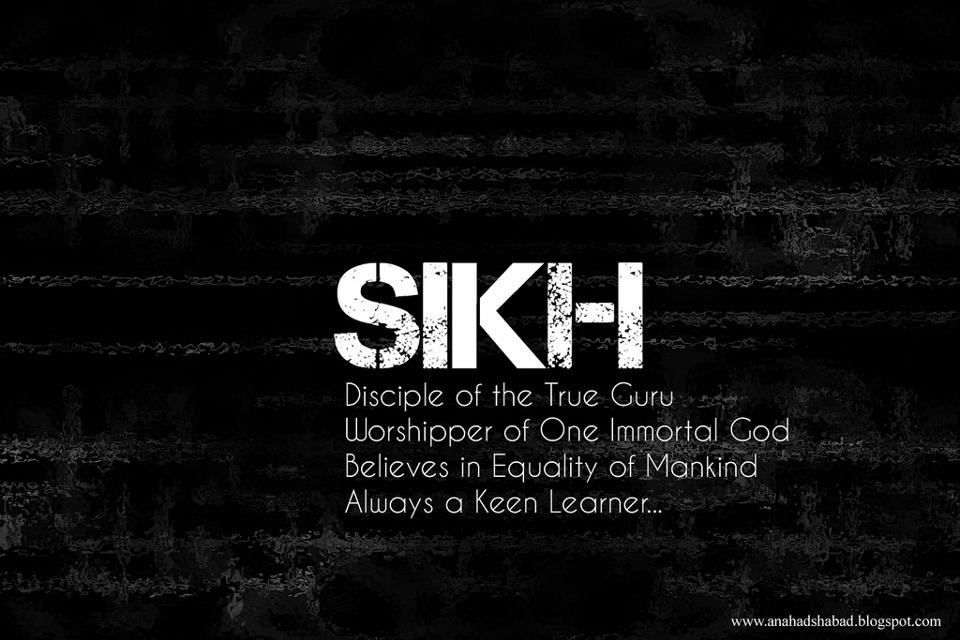 SIKH
Disciple of the True Guru
Worshipper of One Immortal God
Believes in Equality of Mankind
Always a Keen Learner...
www.anahadshabad.blogspot.com